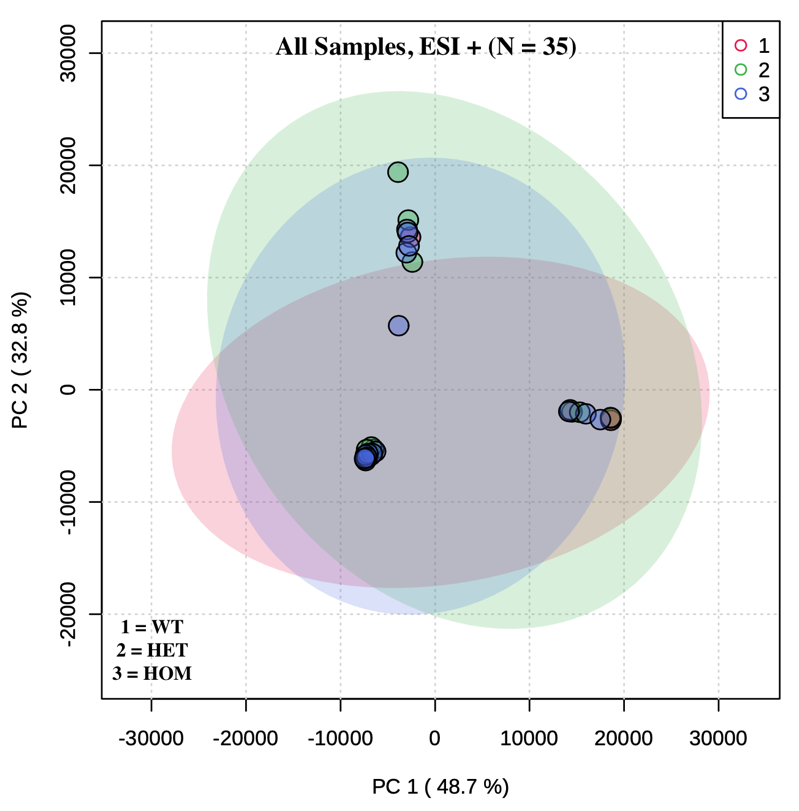 All Samples, ESI + (N = 35)
1
2
3
30000
20000
10000
0
-10000
-20000
PC 2 ( 32.8 %)
1 = WT
2 = HET
3 = HOM
-30000 -20000 -10000 0 10000 20000 30000
PC 1 ( 48.7 %)